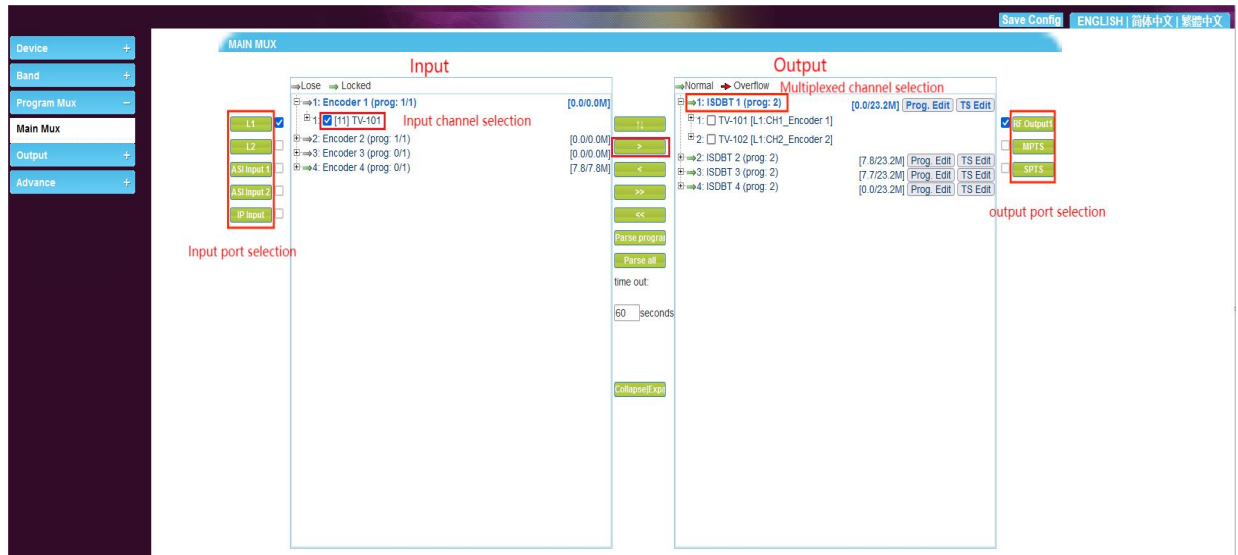 Save Config ENGLISH | 简体中文 | 繁體中文
Device +
Band +
Program Mux −
Main Mux
Output +
Advance +
MAIN MUX
Input
Output
L1
L2
ASI Input 1
ASI Input 2
IP Input
Input port selection
⇒Lose ⇒Locked
⇒1: Encoder 1 (prog: 1/1) [0.0/0.0M]
1: [11] TV-101 Input channel selection
⇒2: Encoder 2 (prog: 1/1) [0.0/0.0M]
⇒3: Encoder 3 (prog: 0/1) [0.0/0.0M]
⇒4: Encoder 4 (prog: 0/1) [7.8/7.8M]
↑↓
>
<
>>
<<
Parse program
Parse all
time out:
60 seconds
Collapse|Expa
⇒Normal ➔Overflow Multiplexed channel selection
⇒1: ISDBT 1 (prog: 2) [0.0/23.2M] Prog. Edit TS Edit
1: TV-101 [L1:CH1_Encoder 1]
2: TV-102 [L1:CH2_Encoder 2]
⇒2: ISDBT 2 (prog: 2) [7.8/23.2M] Prog. Edit TS Edit
⇒3: ISDBT 3 (prog: 2) [7.7/23.2M] Prog. Edit TS Edit
⇒4: ISDBT 4 (prog: 2) [0.0/23.2M] Prog. Edit TS Edit
RF Output1
MPTS
SPTS
output port selection